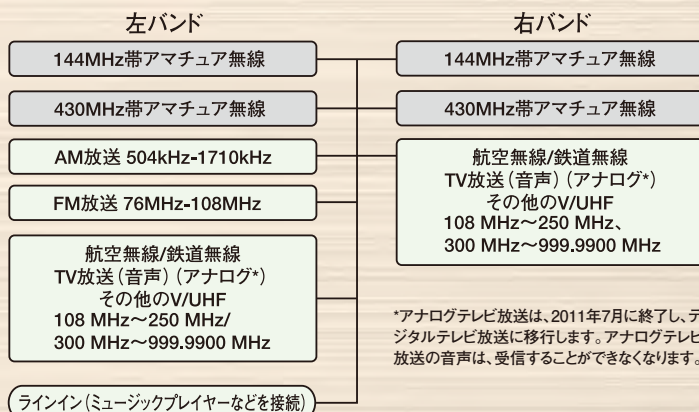 左バンド
144MHz帯アマチュア無線
430MHz帯アマチュア無線
AM放送 504kHz-1710kHz
FM放送 76MHz-108MHz
航空無線/鉄道無線
TV放送(音声)(アナログ*)
その他のV/UHF
108 MHz～250 MHz/
300 MHz～999.9900 MHz
ラインイン(ミュージックプレイヤーなどを接続)
右バンド
144MHz帯アマチュア無線
430MHz帯アマチュア無線
航空無線/鉄道無線
TV放送(音声)(アナログ*)
その他のV/UHF
108 MHz～250 MHz、
300 MHz～999.9900 MHz
*アナログテレビ放送は、2011年7月に終了し、デ
ジタルテレビ放送に移行します。アナログテレビ
放送の音声は、受信することができなくなります。